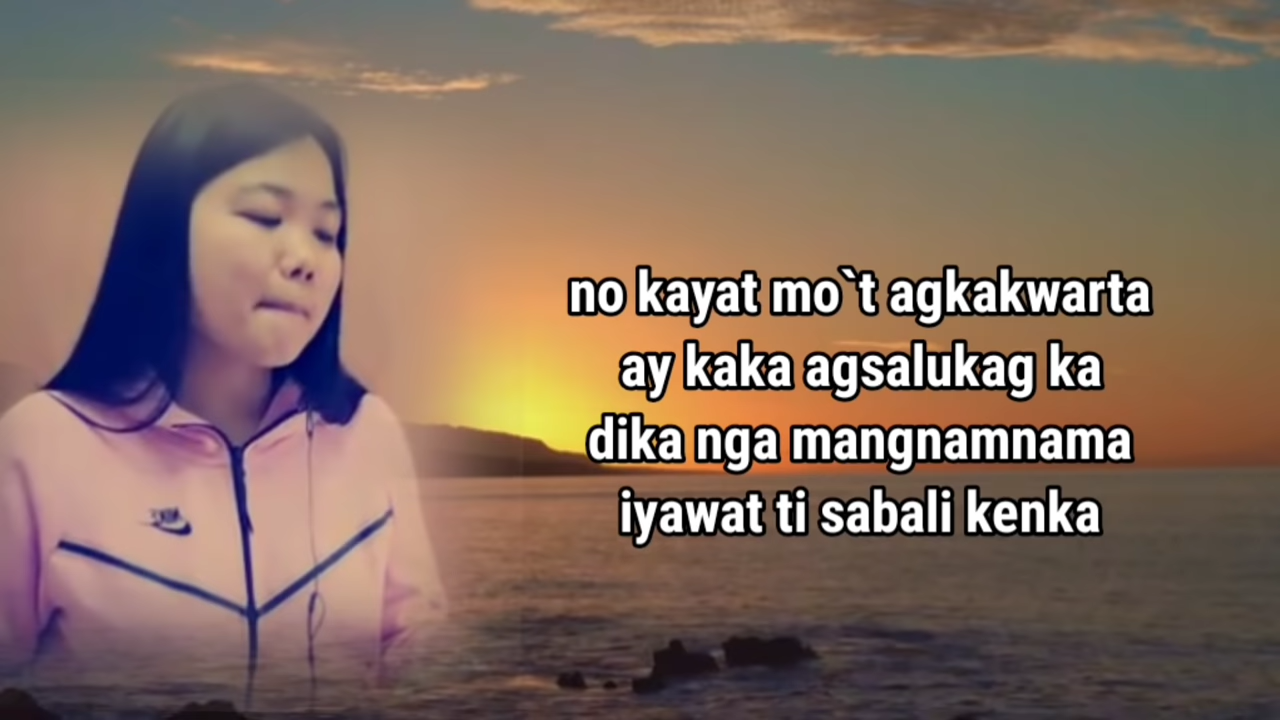 no kayat mo`t agkakwarta
ay kaka agsalukag ka
dika nga mangnamnama
iyawat ti sabali kenka